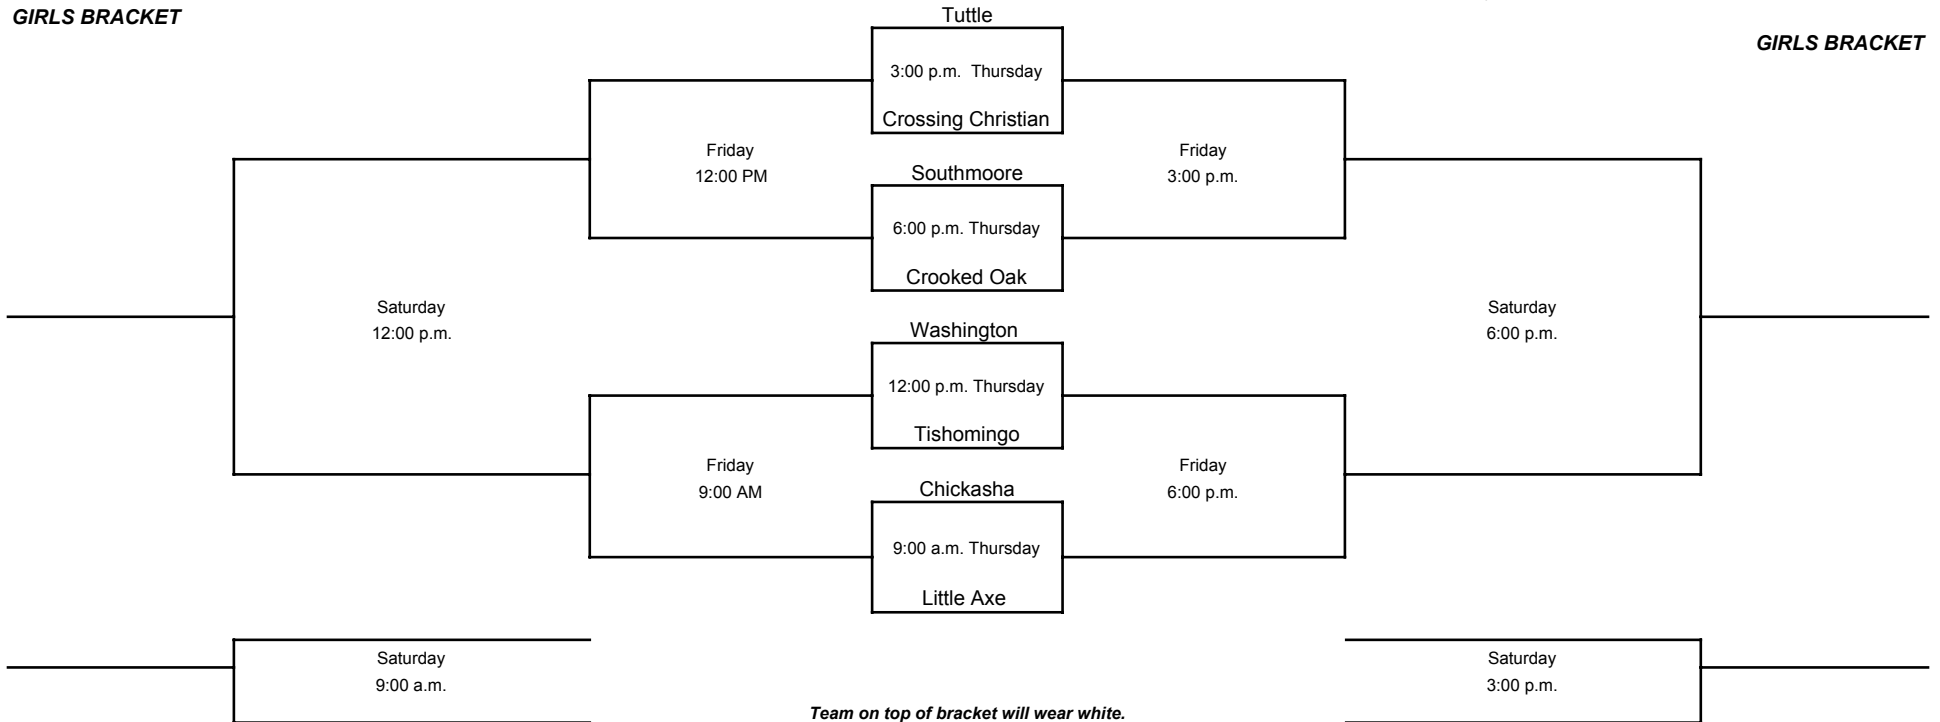 GIRLS BRACKET
Tuttle
GIRLS BRACKET
3:00 p.m.  Thursday
Crossing Christian
Friday
12:00 PM
Friday
3:00 p.m.
Southmoore
6:00 p.m. Thursday
Crooked Oak
Saturday
12:00 p.m.
Saturday
6:00 p.m.
Washington
12:00 p.m. Thursday
Tishomingo
Friday
9:00 AM
Friday
6:00 p.m.
Chickasha
9:00 a.m. Thursday
Little Axe
Saturday
9:00 a.m.
Saturday
3:00 p.m.
Team on top of bracket will wear white.